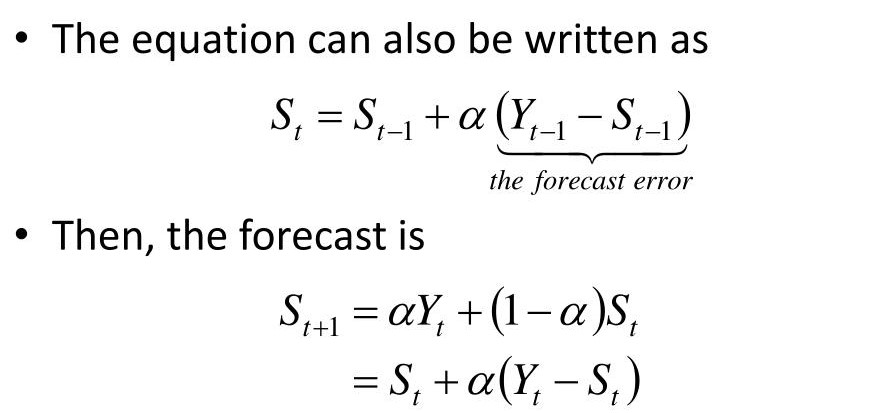 • The equation can also be written as
S_t = S_{t−1} + α(Y_{t−1} − S_{t−1})
the forecast error
• Then, the forecast is
S_{t+1} = αY_t + (1−α)S_t
= S_t + α(Y_t − S_t)